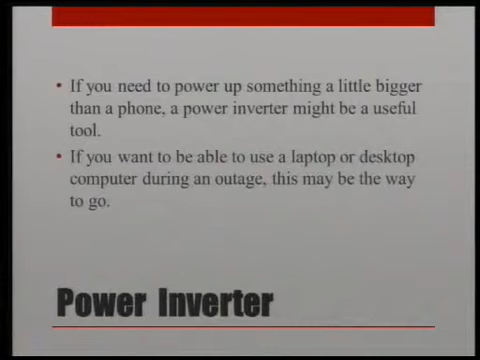 • If you need to power up something a little bigger
than a phone, a power inverter might be a useful
tool.
• If you want to be able to use a laptop or desktop
computer during an outage, this may be the way
to go.
Power Inverter